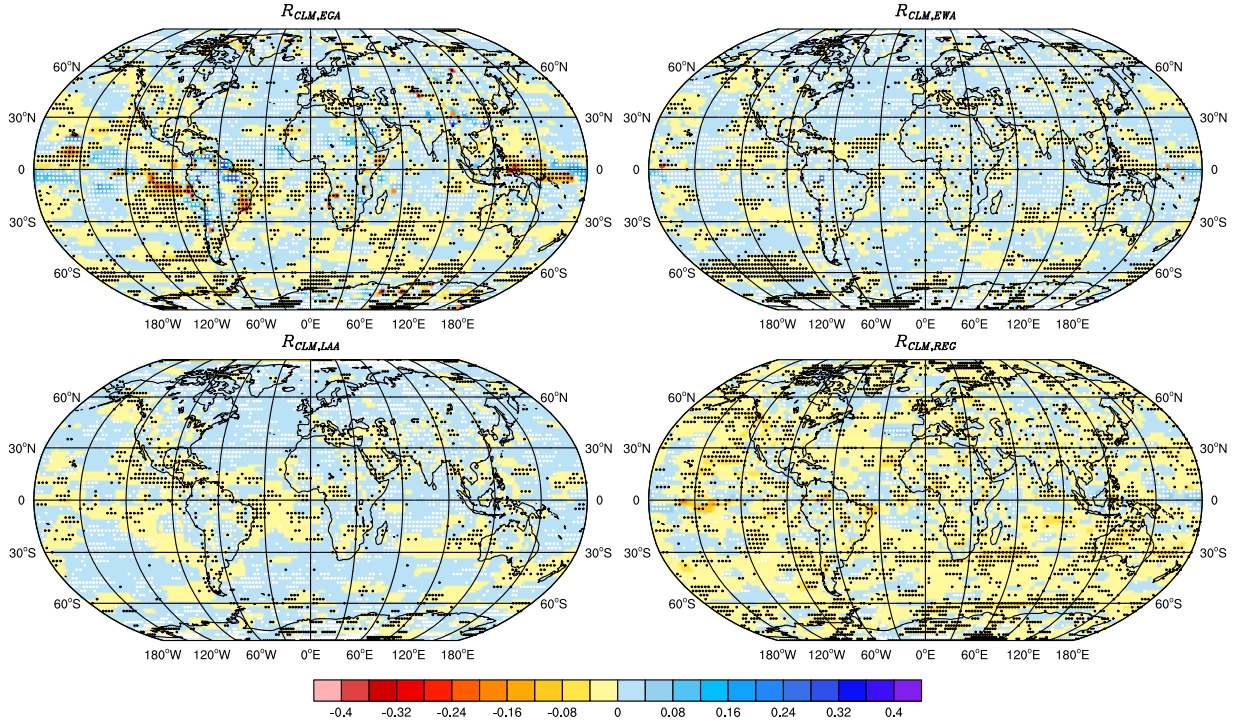 R_CLM,EGA R_CLM,EWA
60°N 60°N 60°N 60°N
30°N 30°N 30°N 30°N
0 0 0 0
30°S 30°S 30°S 30°S
60°S 60°S 60°S 60°S
180°W 120°W 60°W 0°E 60°E 120°E 180°E 180°W 120°W 60°W 0°E 60°E 120°E 180°E
R_CLM,LAA R_CLM,REG
60°N 60°N 60°N 60°N
30°N 30°N 30°N 30°N
0 0 0 0
30°S 30°S 30°S 30°S
60°S 60°S 60°S 60°S
180°W 120°W 60°W 0°E 60°E 120°E 180°E 180°W 120°W 60°W 0°E 60°E 120°E 180°E
-0.4 -0.32 -0.24 -0.16 -0.08 0 0.08 0.16 0.24 0.32 0.4